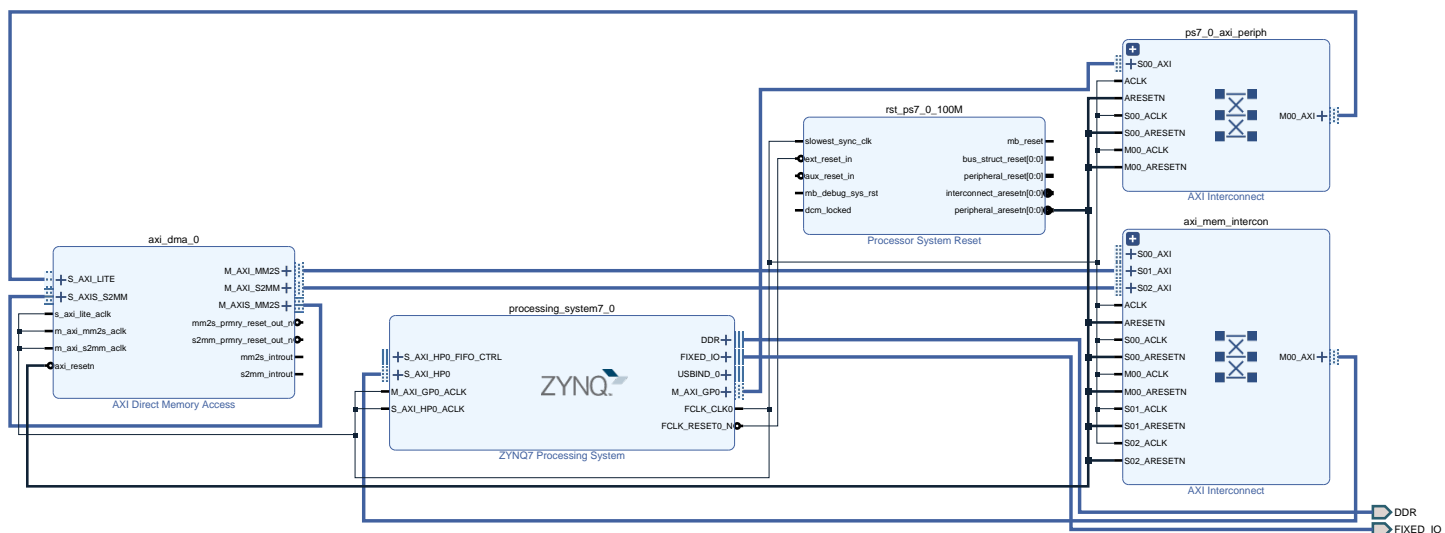 ps7_0_axi_periph
S00_AXI
ACLK
ARESETN
S00_ACLK
S00_ARESETN
M00_ACLK
M00_ARESETN
M00_AXI
AXI Interconnect
rst_ps7_0_100M
slowest_sync_clk
ext_reset_in
aux_reset_in
mb_debug_sys_rst
dcm_locked
mb_reset
bus_struct_reset[0:0]
peripheral_reset[0:0]
interconnect_aresetn[0:0]
peripheral_aresetn[0:0]
Processor System Reset
axi_mem_intercon
S00_AXI
S01_AXI
S02_AXI
ACLK
ARESETN
S00_ACLK
S00_ARESETN
M00_ACLK
M00_ARESETN
S01_ACLK
S01_ARESETN
S02_ACLK
S02_ARESETN
M00_AXI
AXI Interconnect
axi_dma_0
S_AXI_LITE
S_AXIS_S2MM
s_axi_lite_aclk
m_axi_mm2s_aclk
m_axi_s2mm_aclk
axi_resetn
M_AXI_MM2S
M_AXI_S2MM
M_AXIS_MM2S
mm2s_prmry_reset_out_n
s2mm_prmry_reset_out_n
mm2s_introut
s2mm_introut
AXI Direct Memory Access
processing_system7_0
S_AXI_HP0_FIFO_CTRL
S_AXI_HP0
M_AXI_GP0_ACLK
S_AXI_HP0_ACLK
ZYNQ
DDR
FIXED_IO
USBIND_0
M_AXI_GP0
FCLK_CLK0
FCLK_RESET0_N
ZYNQ7 Processing System
DDR
FIXED_IO